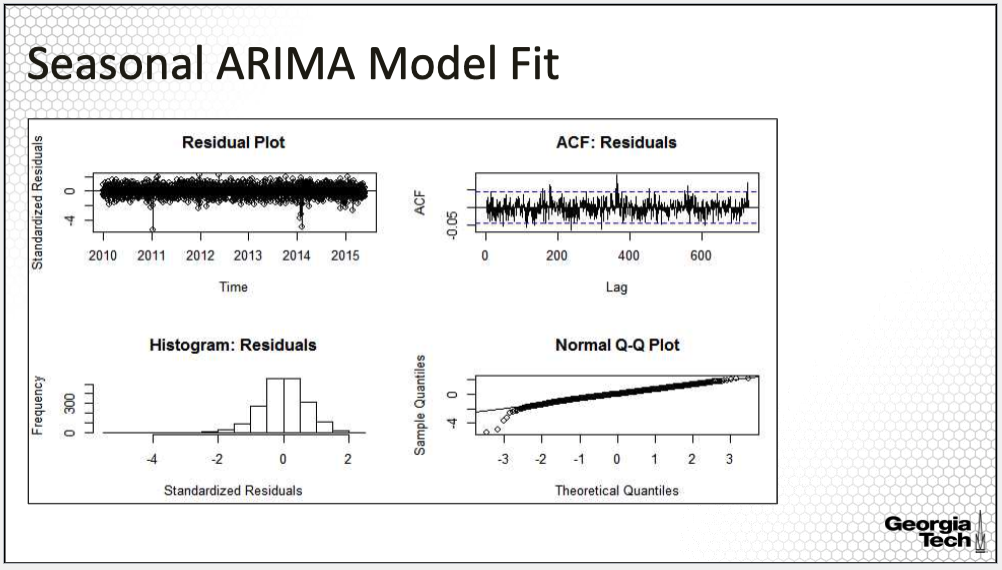 Seasonal ARIMA Model Fit
Residual Plot
Standardized Residuals
0
-4
2010 2011 2012 2013 2014 2015
Time
ACF: Residuals
ACF
-0.05
0 200 400 600
Lag
Histogram: Residuals
Frequency
300
0
-4 -2 0 2
Standardized Residuals
Normal Q-Q Plot
Sample Quantiles
0
-4
-3 -2 -1 0 1 2 3
Theoretical Quantiles
Georgia
Tech